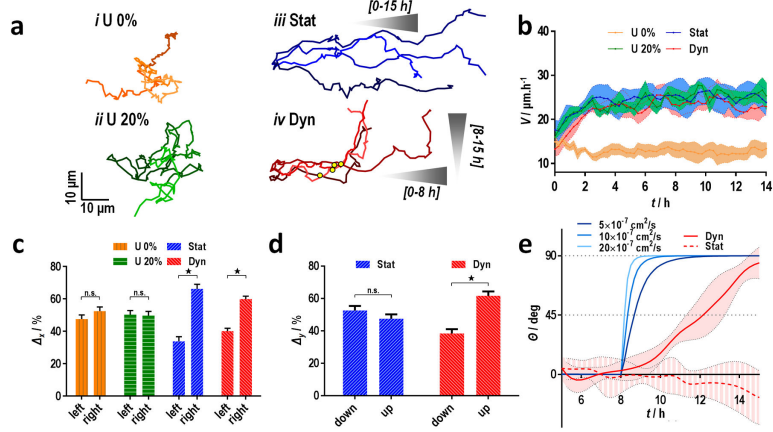 a
i U 0%
iii Stat
[0-15 h]
ii U 20%
iv Dyn
[8-15 h]
[0-8 h]
10 µm
10 µm
b
U 0%
Stat
U 20%
Dyn
V / µm.h-1
40
30
20
10
0 2 4 6 8 10 12 14
t / h
c
U 0%
Stat
U 20%
Dyn
Δx / %
80
60
40
20
0
n.s.
n.s.
★
★
left right left right left right left right
d
Stat
Dyn
Δy / %
80
60
40
20
0
n.s.
★
down up down up
e
5×10-7 cm2/s
10×10-7 cm2/s
20×10-7 cm2/s
Dyn
Stat
Θ / deg
90
45
0
6 8 10 12 14
t / h